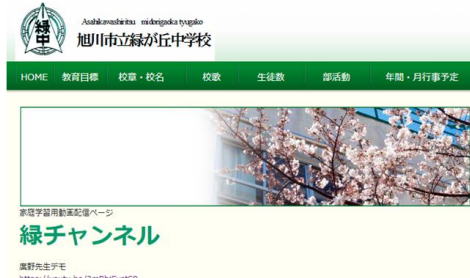 緑中
Asahikawashiritsu midorigaoka tyugako
旭川市立緑が丘中学校
HOME 教育目標 校章・校名 校歌 生徒数 部活動 年間・月行事予定
家庭学習用動画配信ページ
緑チャンネル
廣野先生デモ